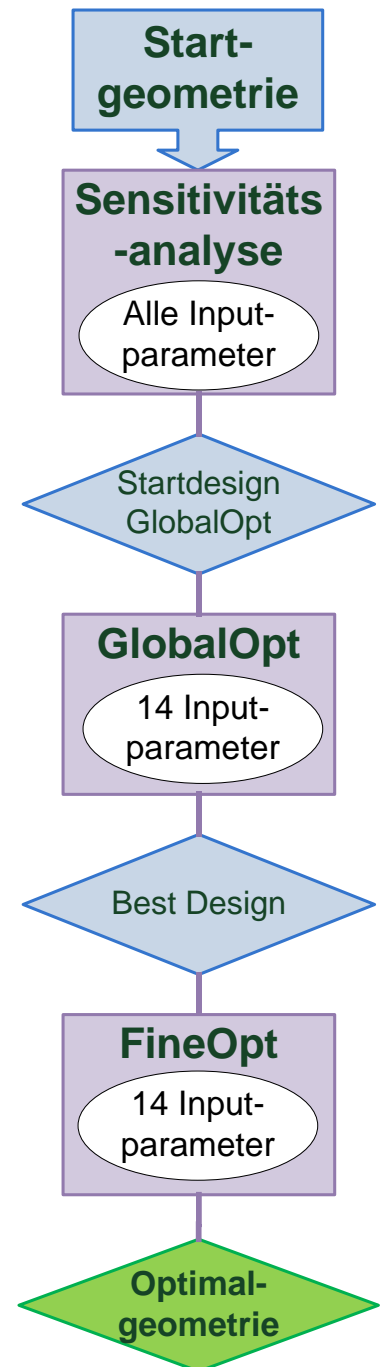 Start-
geometrie
Sensitivitäts
-analyse
Alle Input-
parameter
Startdesign
GlobalOpt
GlobalOpt
14 Input-
parameter
Best Design
FineOpt
14 Input-
parameter
Optimal-
geometrie